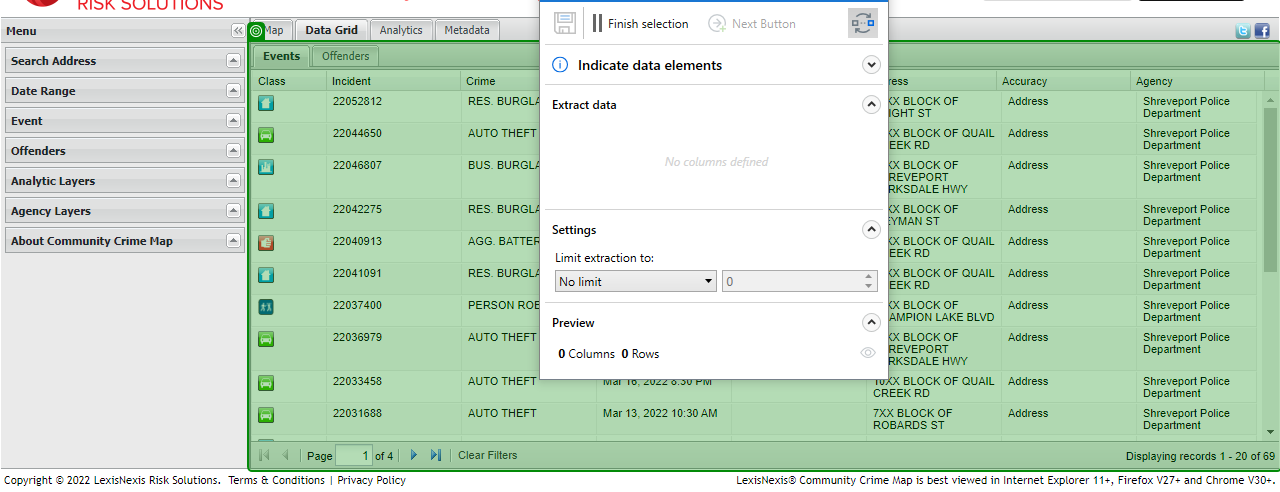 RISK SOLUTIONS
Menu
Search Address
Date Range
Event
Offenders
Analytic Layers
Agency Layers
About Community Crime Map
Map Data Grid Analytics Metadata
Events Offenders
Class Incident Crime ress Accuracy Agency
22052812 RES. BURGLA XX BLOCK OF Address Shreveport Police
IGHT ST Department
22044650 AUTO THEFT XX BLOCK OF QUAIL Address Shreveport Police
EEK RD Department
22046807 BUS. BURGLA XX BLOCK OF Address Shreveport Police
REVEPORT Department
RKSDALE HWY
22042275 RES. BURGLA XX BLOCK OF Address Shreveport Police
EYMAN ST Department
22040913 AGG. BATTER XX BLOCK OF QUAIL Address Shreveport Police
EEK RD Department
22041091 RES. BURGLA XX BLOCK OF QUAIL Address Shreveport Police
EEK RD Department
22037400 PERSON ROB XX BLOCK OF Address Shreveport Police
AMPION LAKE BLVD Department
22036979 AUTO THEFT XX BLOCK OF Address Shreveport Police
REVEPORT Department
RKSDALE HWY
22033458 AUTO THEFT Mar 16, 2022 8:30 PM 10XX BLOCK OF QUAIL Address Shreveport Police
CREEK RD Department
22031688 AUTO THEFT Mar 13, 2022 10:30 AM 7XX BLOCK OF Address Shreveport Police
ROBARDS ST Department
Page 1 of 4 Clear Filters Displaying records 1 - 20 of 69
Finish selection Next Button
Indicate data elements
Extract data
No columns defined
Settings
Limit extraction to:
No limit 0
Preview
0 Columns 0 Rows
Copyright © 2022 LexisNexis Risk Solutions. Terms & Conditions | Privacy Policy LexisNexis® Community Crime Map is best viewed in Internet Explorer 11+, Firefox V27+ and Chrome V30+.